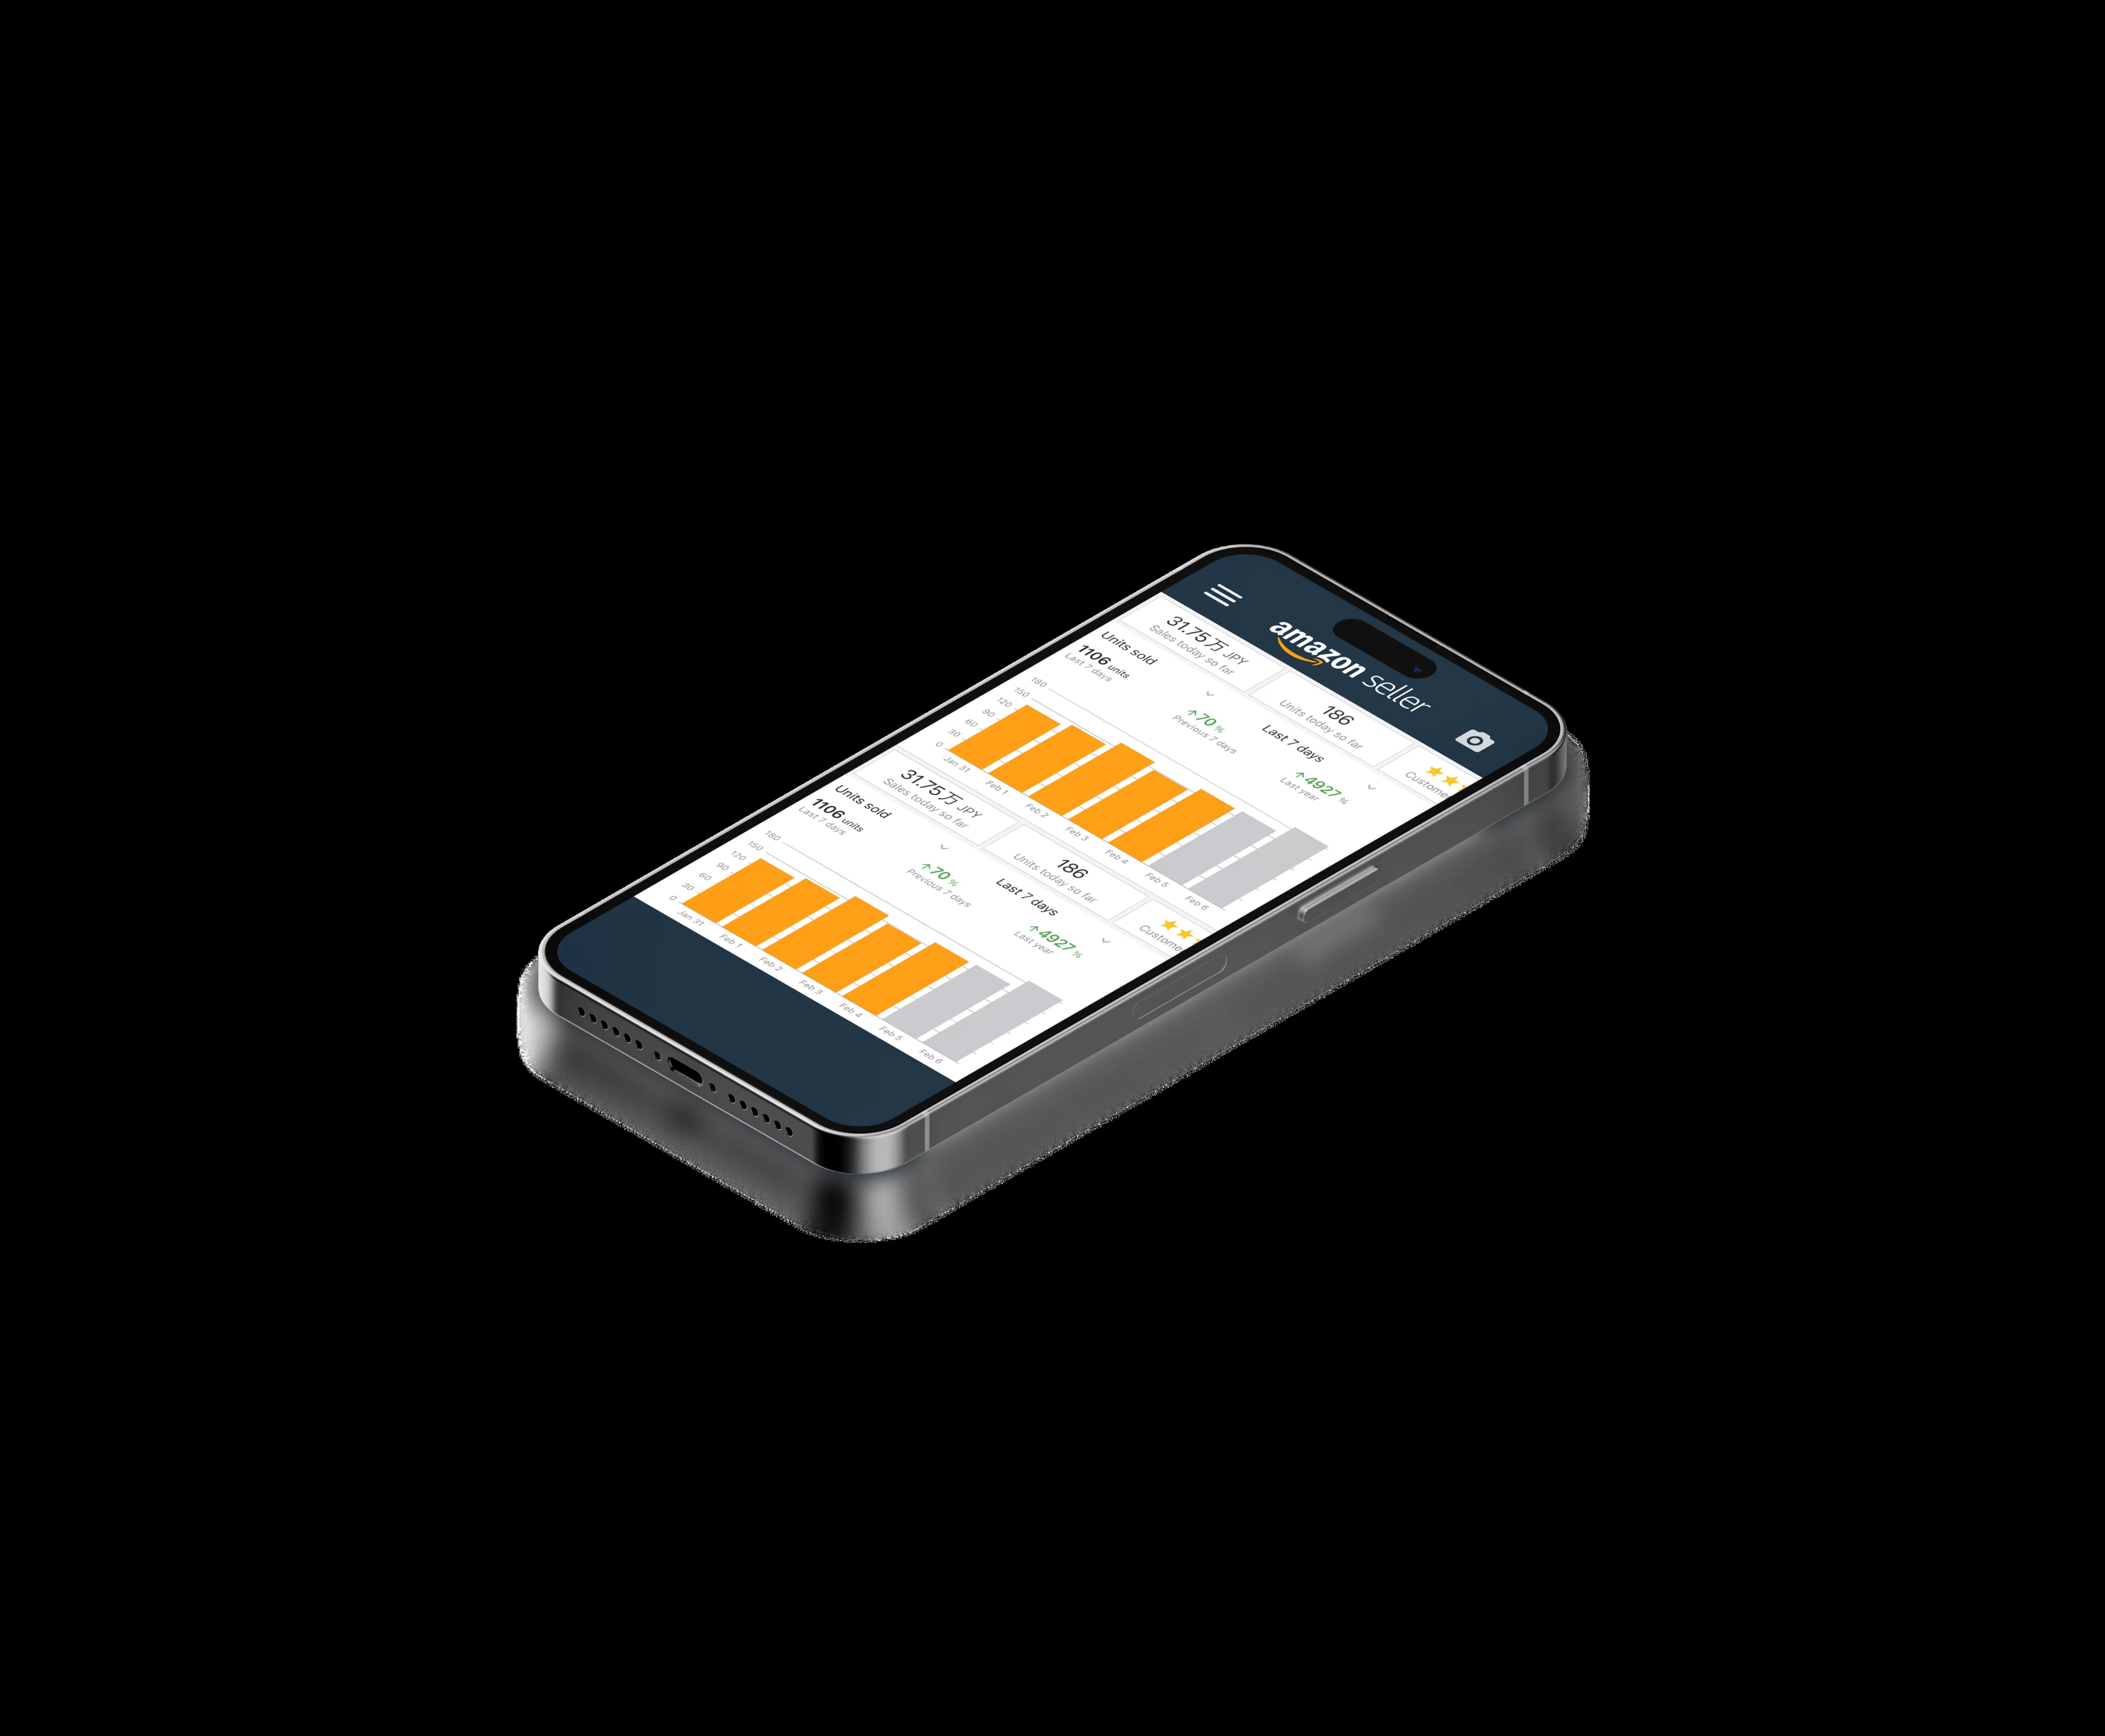 amazon seller
31.75万 JPY
Sales today so far
186
Units today so far
Custome
Units sold
1106 units
Last 7 days
Last 7 days
↑70 %
Previous 7 days
↑4927 %
Last year
180
150
120
90
60
30
0
Jan 31
Feb 1
Feb 2
Feb 3
Feb 4
Feb 5
Feb 6
31.75万 JPY
Sales today so far
186
Units today so far
Custome
Units sold
1106 units
Last 7 days
Last 7 days
↑70 %
Previous 7 days
↑4927 %
Last year
180
150
120
90
60
30
0
Jan 31
Feb 1
Feb 2
Feb 3
Feb 4
Feb 5
Feb 6